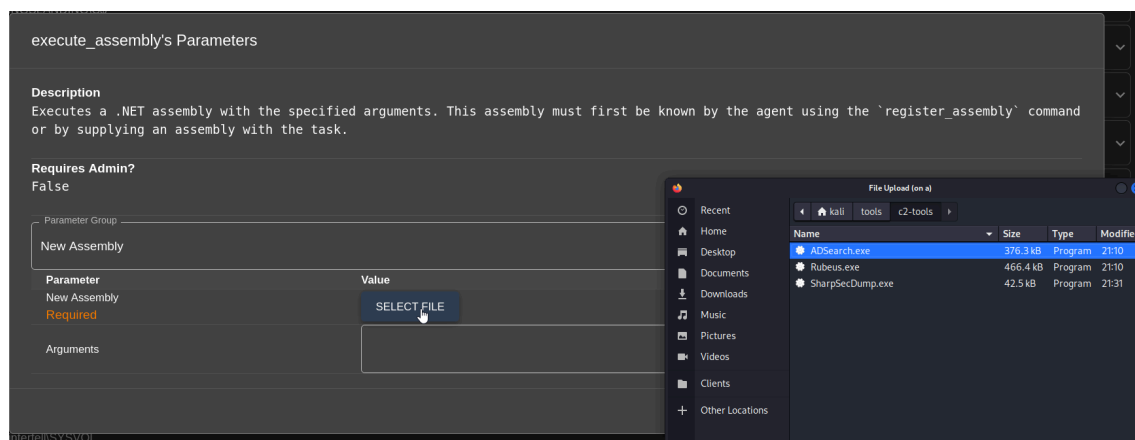 execute_assembly's Parameters
Description
Executes a .NET assembly with the specified arguments. This assembly must first be known by the agent using the `register_assembly` command
or by supplying an assembly with the task.
Requires Admin?
False
Parameter Group
New Assembly
Parameter Value
New Assembly
Required
SELECT FILE
Arguments
File Upload (on a)
Recent
Home
Desktop
Documents
Downloads
Music
Pictures
Videos
Clients
Other Locations
kali tools c2-tools
Name Size Type Modifie
ADSearch.exe 376.3 kB Program 21:10
Rubeus.exe 466.4 kB Program 21:10
SharpSecDump.exe 42.5 kB Program 21:31